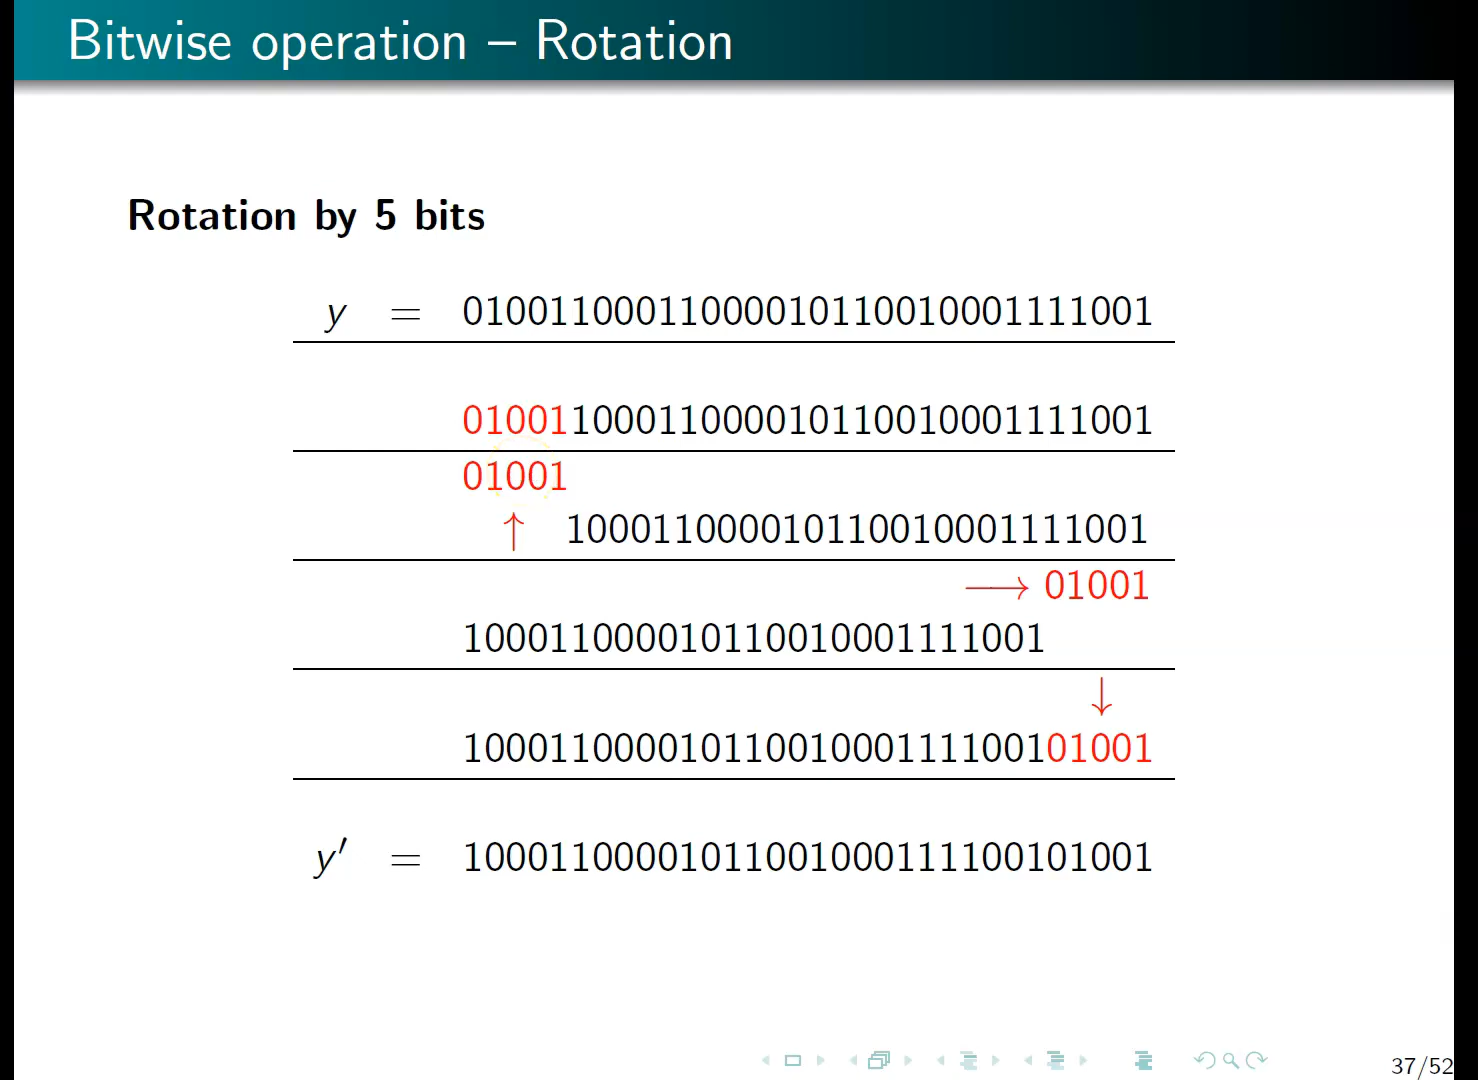 Bitwise operation – Rotation
Rotation by 5 bits
y = 01001100011000010110010001111001
01001100011000010110010001111001
01001
↑ 100011000010110010001111001
⟶ 01001
100011000010110010001111001
↓
10001100001011001000111100101001
y′ = 10001100001011001000111100101001
37/52